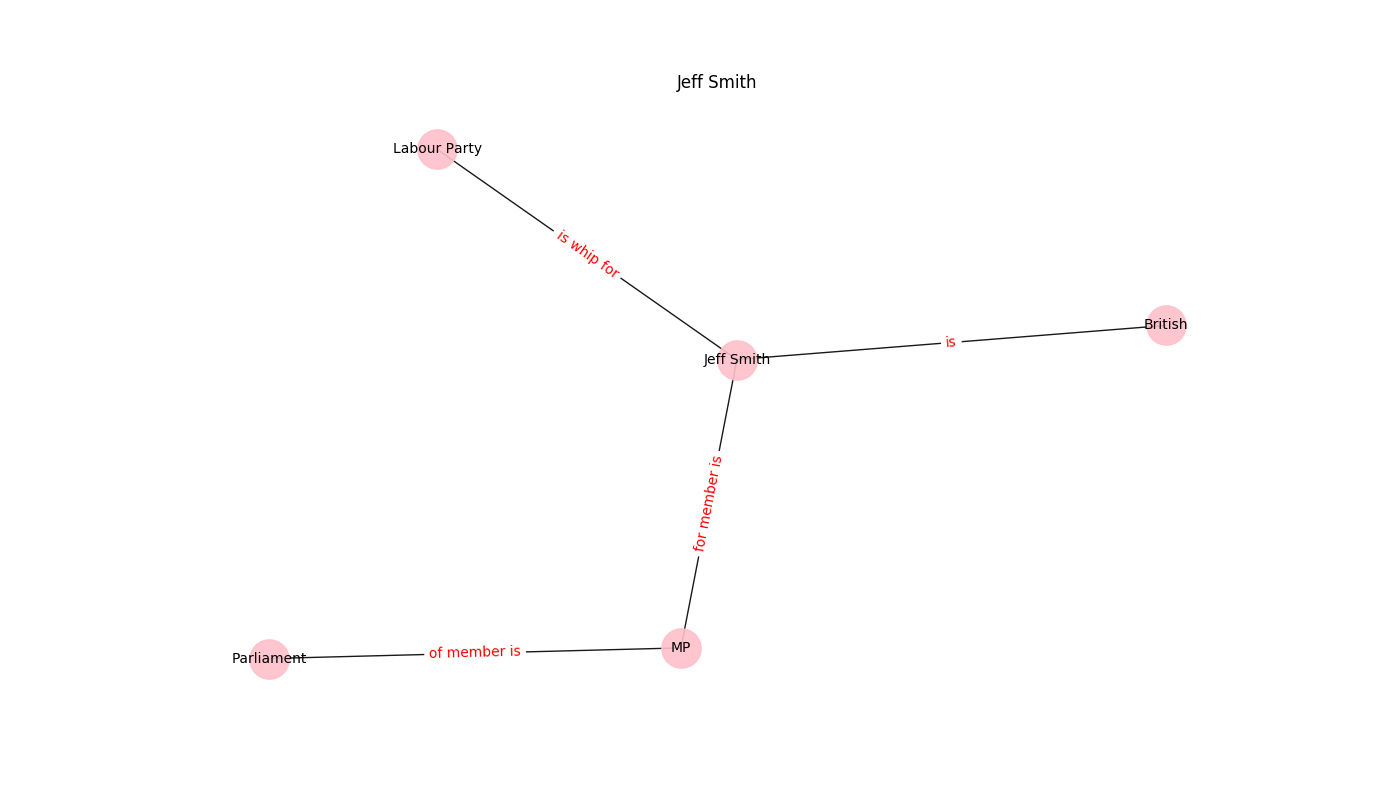 Jeff Smith
Labour Party
is whip for
British
is
Jeff Smith
for member is
MP
of member is
Parliament